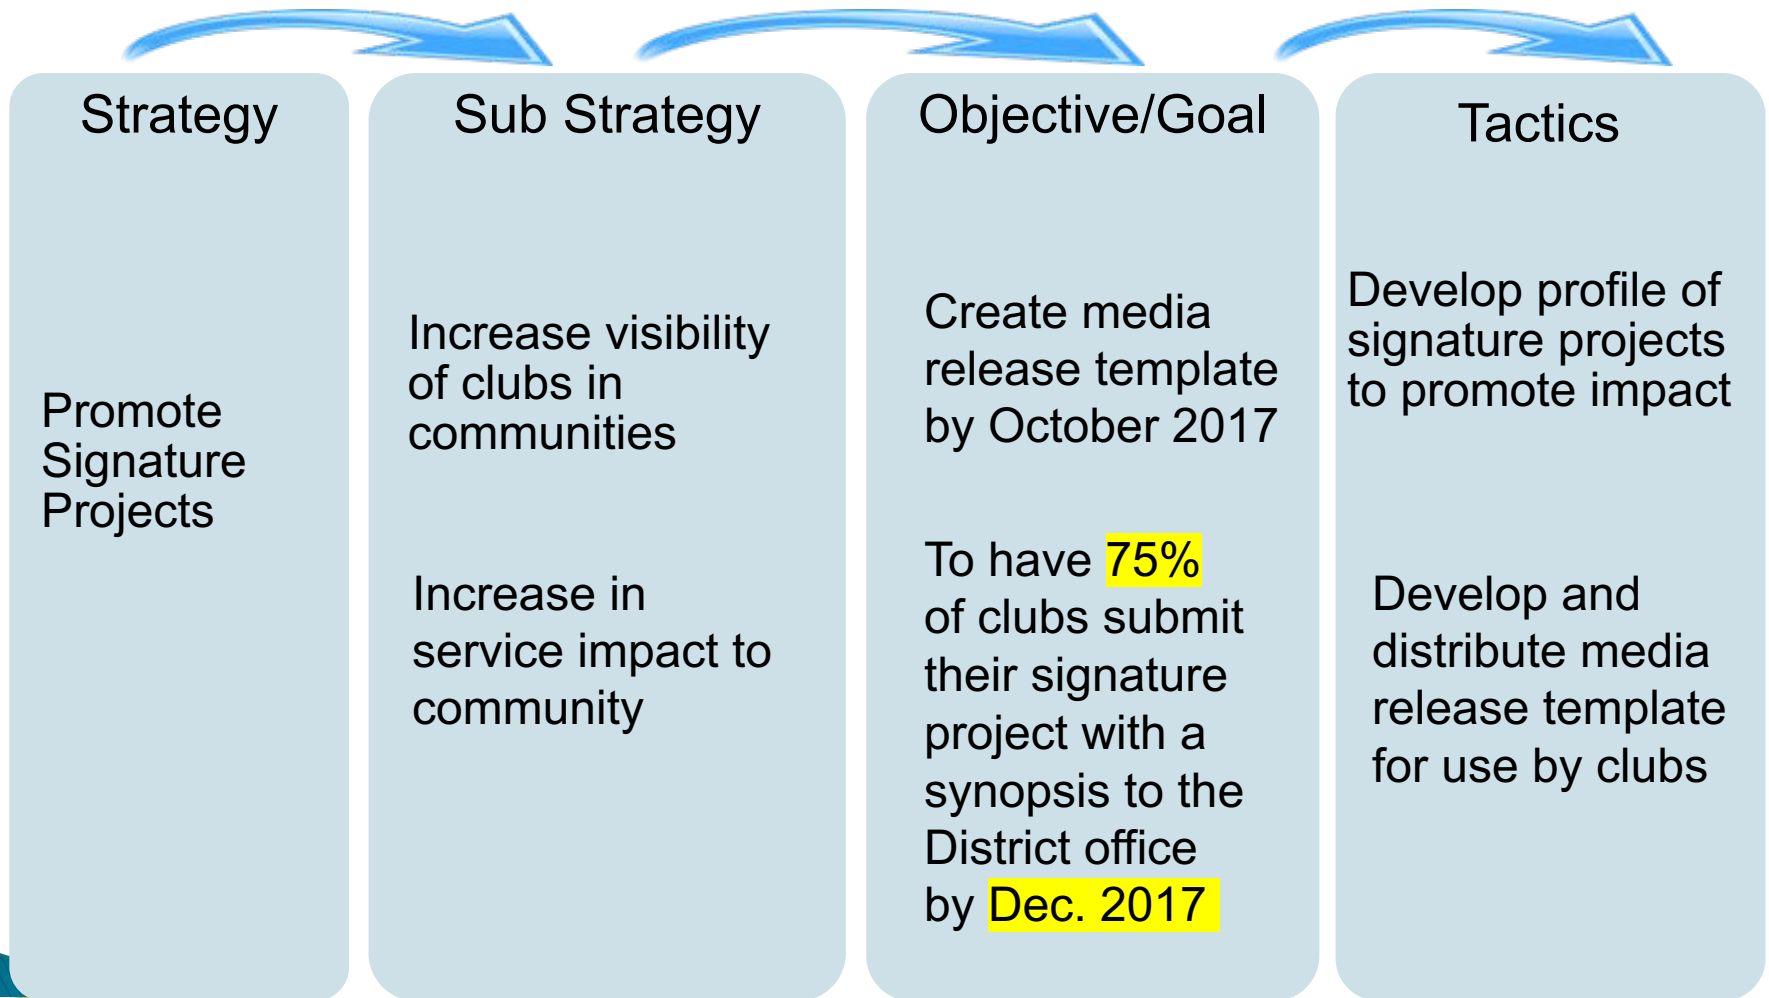 Strategy
Promote
Signature
Projects
Sub Strategy
Increase visibility
of clubs in
communities
Increase in
service impact to
community
Objective/Goal
Create media
release template
by October 2017
To have 75%
of clubs submit
their signature
project with a
synopsis to the
District office
by Dec. 2017
Tactics
Develop profile of
signature projects
to promote impact
Develop and
distribute media
release template
for use by clubs